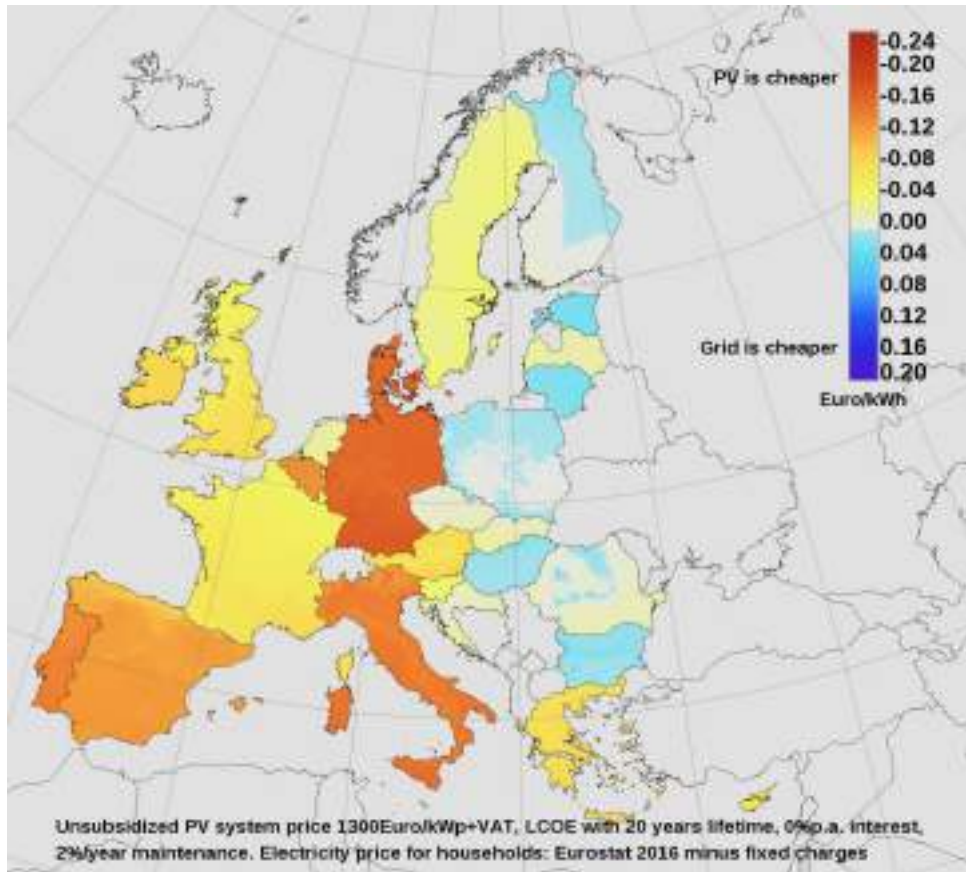 -0.24
-0.20
PV is cheaper
-0.16
-0.12
-0.08
-0.04
0.00
0.04
0.08
0.12
Grid is cheaper
0.16
0.20
Euro/kWh
Unsubsidized PV system price 1300Euro/kWp+VAT, LCOE with 20 years lifetime, 0%p.a. interest,
2%/year maintenance. Electricity price for households: Eurostat 2016 minus fixed charges